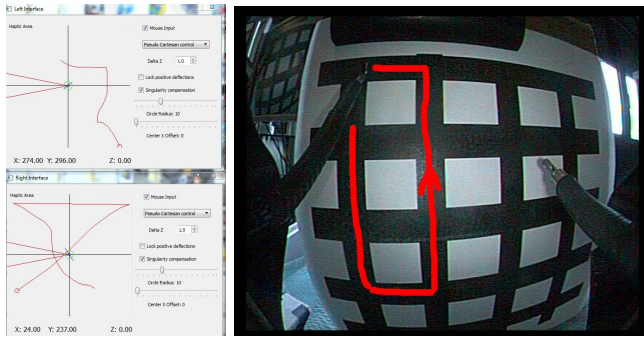 Left Interface
Haptic Area
Mouse Input
Pseudo Cartesian control
Delta Z 1.0
Lock positive deflections
Singularity compensation
Circle Radius: 10
Center X Offset: 0
X: 274.00 Y: 296.00 Z: 0.00
Right Interface
Haptic Area
Mouse Input
Pseudo Cartesian control
Delta Z 1.0
Lock positive deflections
Singularity compensation
Circle Radius: 10
Center X Offset: 0
X: 24.00 Y: 237.00 Z: 0.00